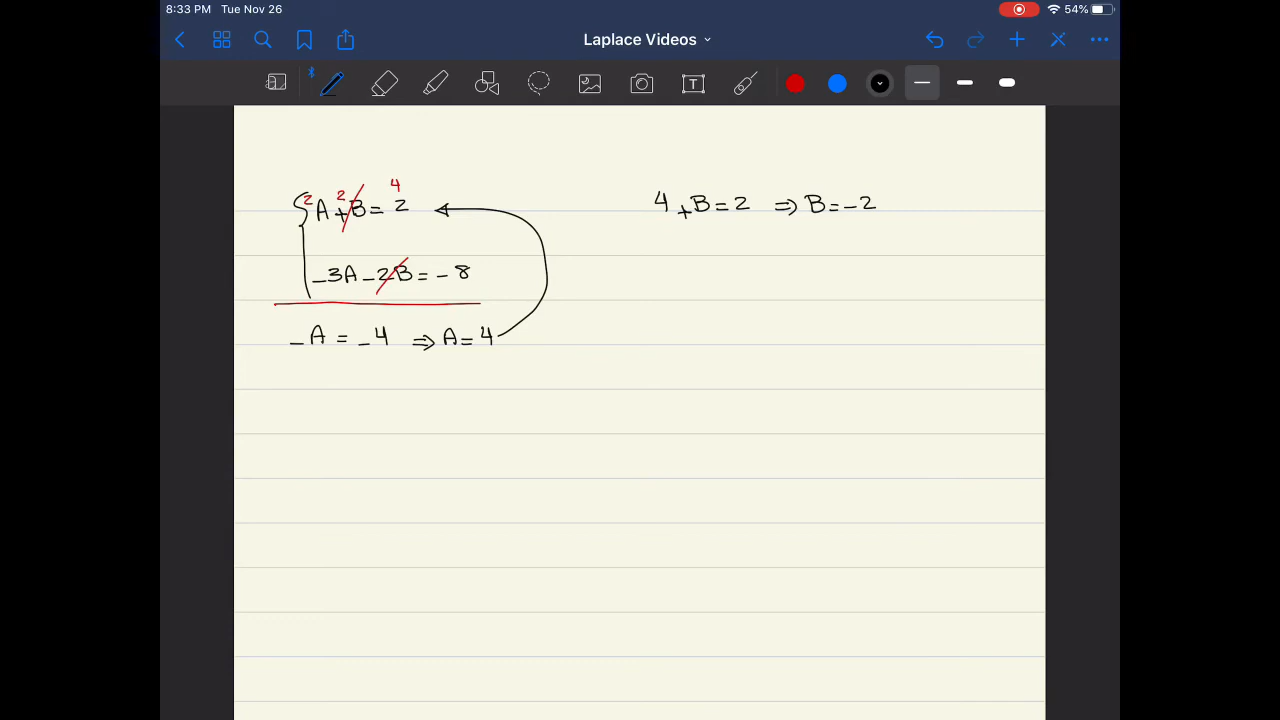 8:33 PM Tue Nov 26 54%
Laplace Videos
T
2 2 4
A + B = 2
4 + B = 2 ⇒ B = -2
-3A - 2B = -8
-A = -4 ⇒ A = 4